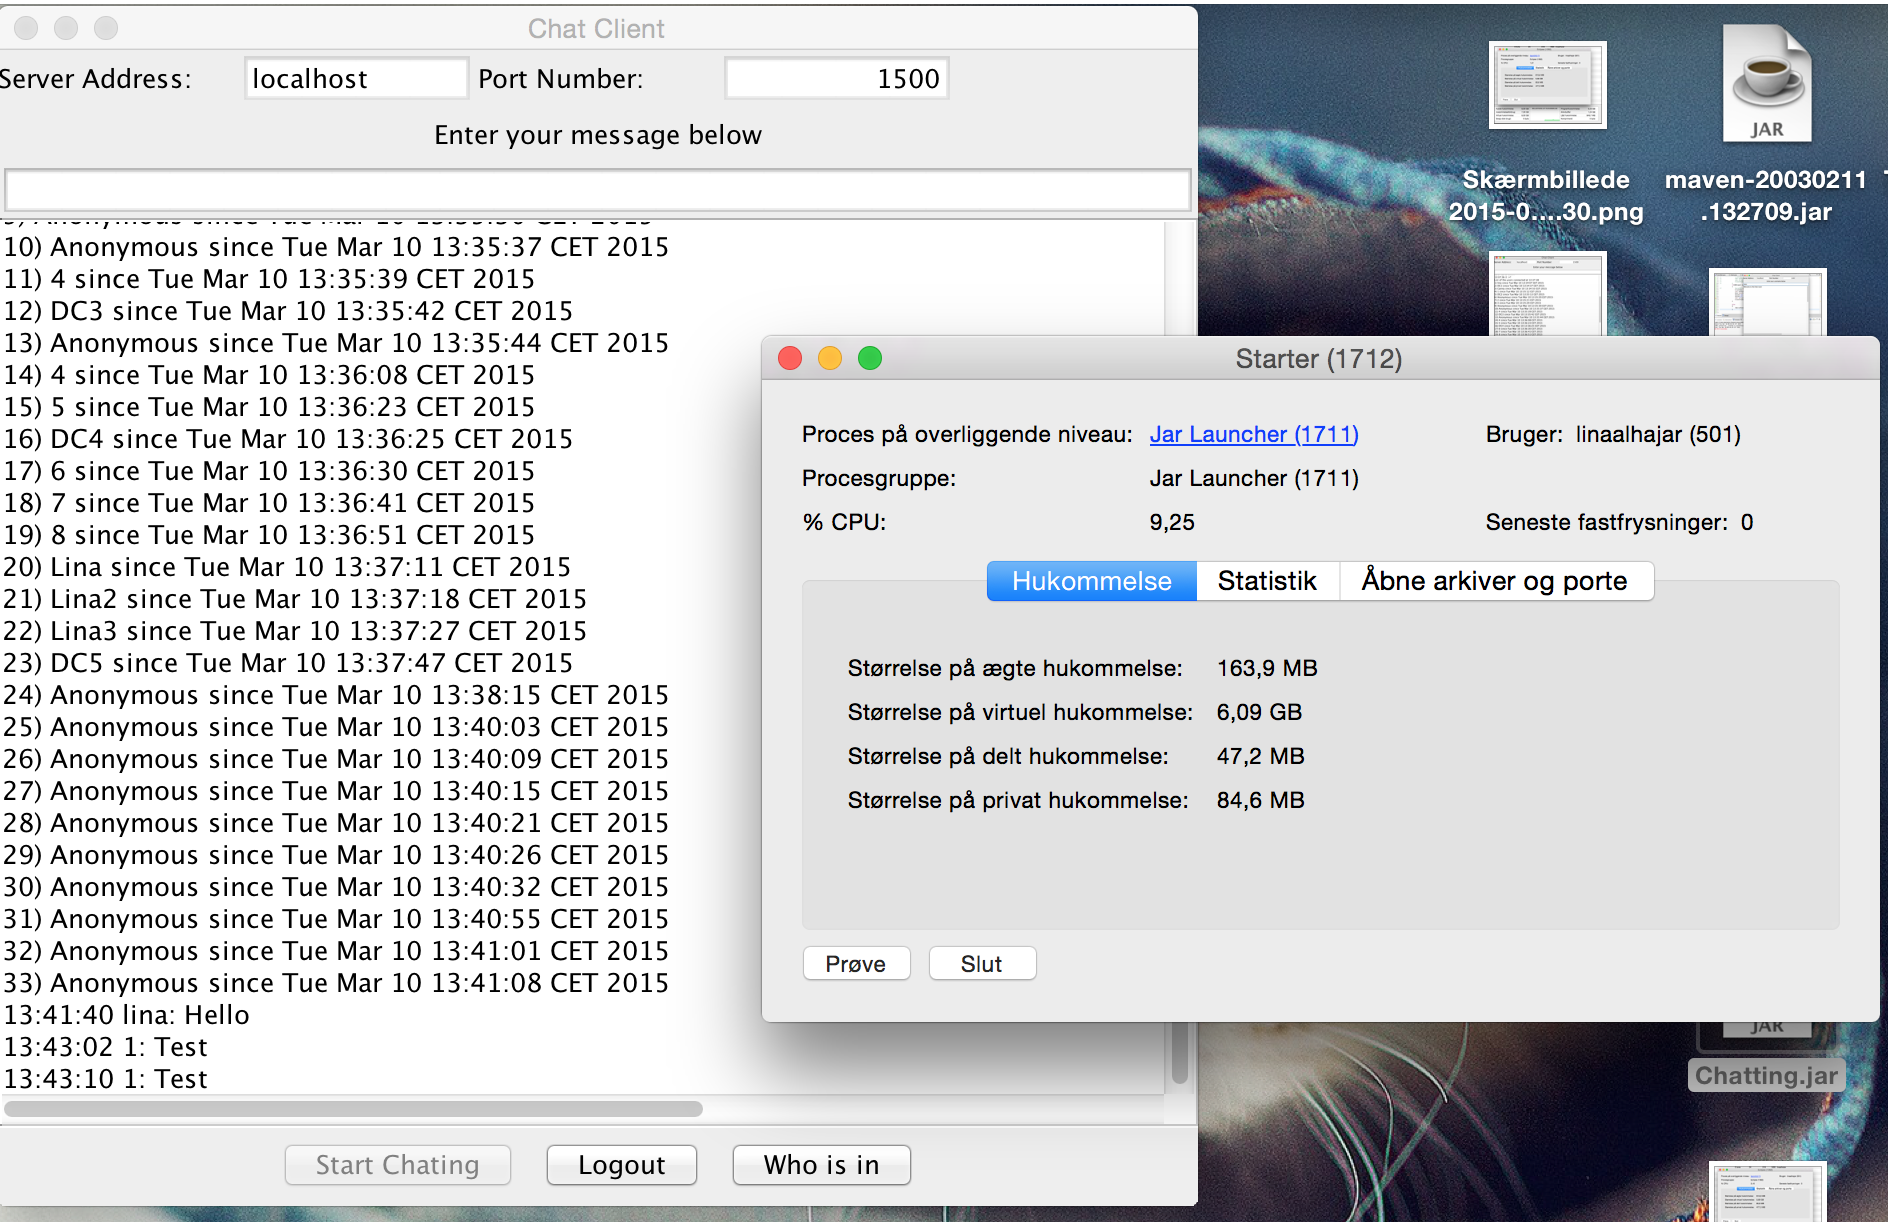 Chat Client
Server Address: localhost Port Number: 1500
Enter your message below
10) Anonymous since Tue Mar 10 13:35:37 CET 2015
11) 4 since Tue Mar 10 13:35:39 CET 2015
12) DC3 since Tue Mar 10 13:35:42 CET 2015
13) Anonymous since Tue Mar 10 13:35:44 CET 2015
14) 4 since Tue Mar 10 13:36:08 CET 2015
15) 5 since Tue Mar 10 13:36:23 CET 2015
16) DC4 since Tue Mar 10 13:36:25 CET 2015
17) 6 since Tue Mar 10 13:36:30 CET 2015
18) 7 since Tue Mar 10 13:36:41 CET 2015
19) 8 since Tue Mar 10 13:36:51 CET 2015
20) Lina since Tue Mar 10 13:37:11 CET 2015
21) Lina2 since Tue Mar 10 13:37:18 CET 2015
22) Lina3 since Tue Mar 10 13:37:27 CET 2015
23) DC5 since Tue Mar 10 13:37:47 CET 2015
24) Anonymous since Tue Mar 10 13:38:15 CET 2015
25) Anonymous since Tue Mar 10 13:40:03 CET 2015
26) Anonymous since Tue Mar 10 13:40:09 CET 2015
27) Anonymous since Tue Mar 10 13:40:15 CET 2015
28) Anonymous since Tue Mar 10 13:40:21 CET 2015
29) Anonymous since Tue Mar 10 13:40:26 CET 2015
30) Anonymous since Tue Mar 10 13:40:32 CET 2015
31) Anonymous since Tue Mar 10 13:40:55 CET 2015
32) Anonymous since Tue Mar 10 13:41:01 CET 2015
33) Anonymous since Tue Mar 10 13:41:08 CET 2015
13:41:40 lina: Hello
13:43:02 1: Test
13:43:10 1: Test
Start Chating Logout Who is in
JAR
Skærmbillede
2015-0....30.png
maven-20030211
.132709.jar
Starter (1712)
Proces på overliggende niveau: Jar Launcher (1711) Bruger: linaalhajar (501)
Procesgruppe: Jar Launcher (1711)
% CPU: 9,25 Seneste fastfrysninger: 0
Hukommelse Statistik Åbne arkiver og porte
Størrelse på ægte hukommelse: 163,9 MB
Størrelse på virtuel hukommelse: 6,09 GB
Størrelse på delt hukommelse: 47,2 MB
Størrelse på privat hukommelse: 84,6 MB
Prøve Slut
JAR
Chatting.jar